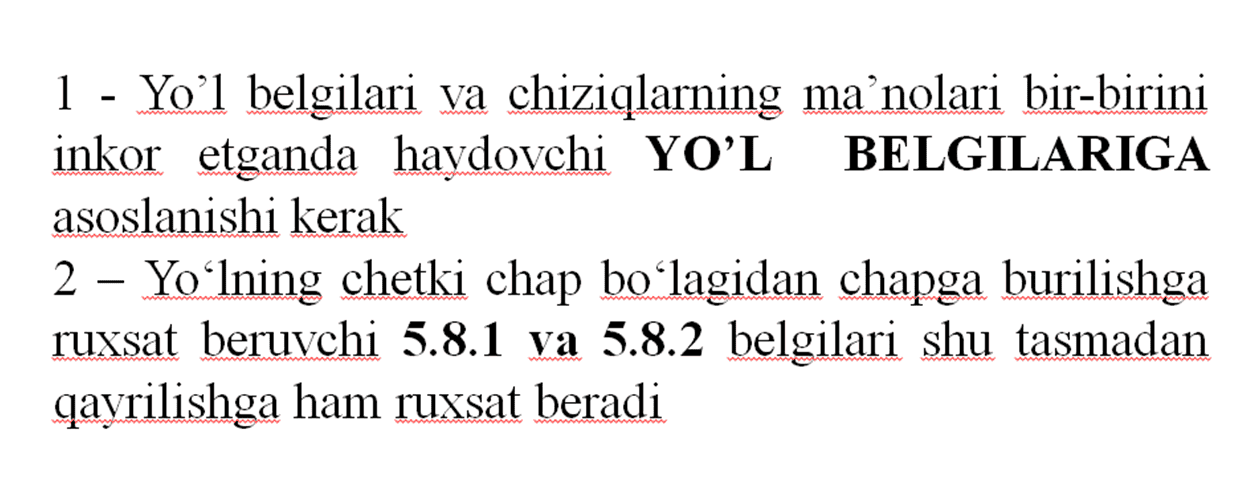 1 - Yo’l belgilari va chiziqlarning ma’nolari bir-birini
inkor etganda haydovchi YO’L BELGILARIGA
asoslanishi kerak
2 – Yo‘lning chetki chap bo‘lagidan chapga burilishga
ruxsat beruvchi 5.8.1 va 5.8.2 belgilari shu tasmadan
qayrilishga ham ruxsat beradi